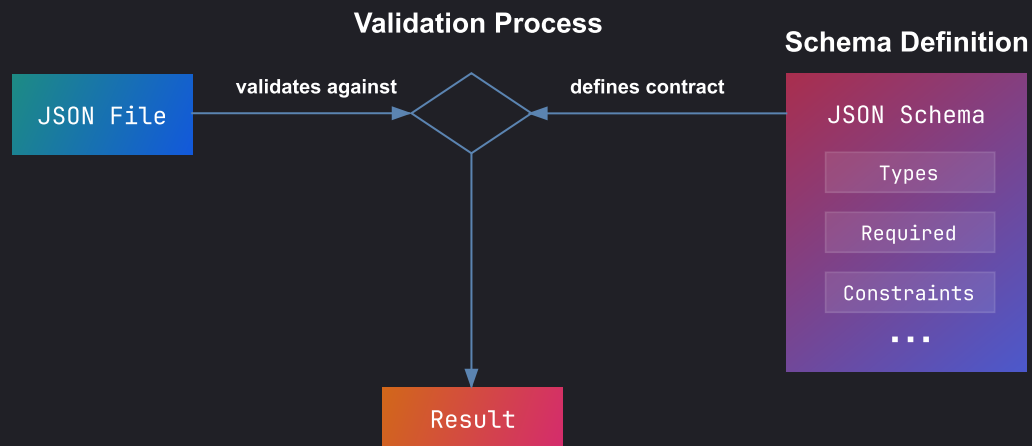 Validation Process
Schema Definition
JSON File
validates against
defines contract
JSON Schema
Types
Required
Constraints
...
Result